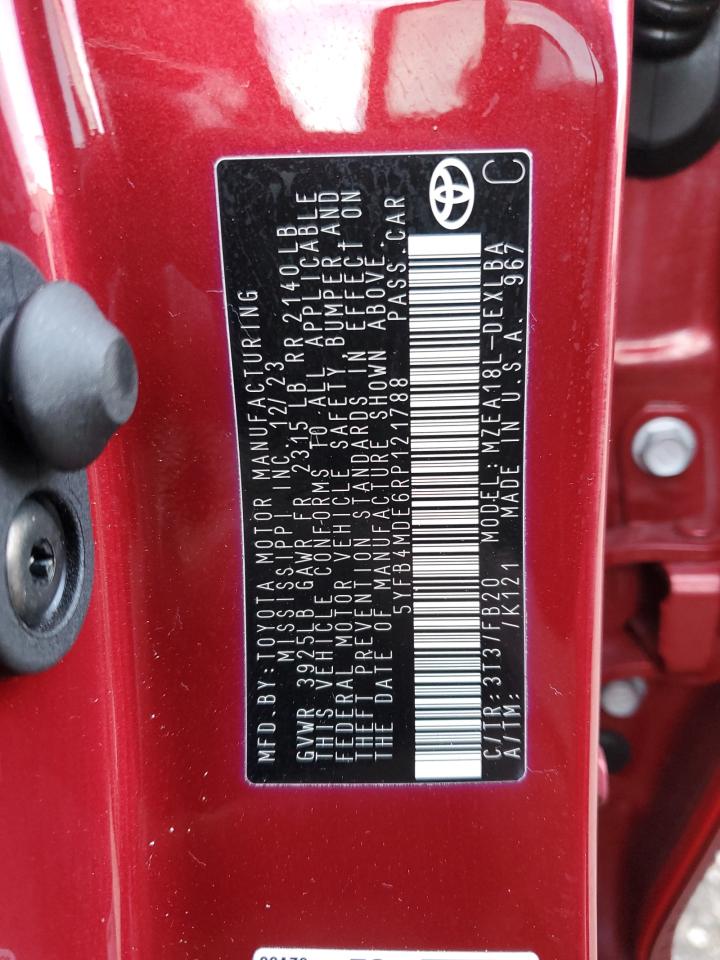 MFD. BY: TOYOTA MOTOR MANUFACTURING
MISSISSIPPI INC. 12/23
GVWR 3925LB GAWR FR 2315 LB RR 2140 LB
THIS VEHICLE CONFORMS TO ALL APPLICABLE
FEDERAL MOTOR VEHICLE SAFETY, BUMPER AND
THEFT PREVENTION STANDARDS IN EFFECT ON
THE DATE OF MANUFACTURE SHOWN ABOVE.
5YFB4MDE6RP121788 PASS. CAR
C/TR: 3T3/FB20 MODEL: MZEA18L-DEXLBA
A/TM: /K121 MADE IN U.S.A. 967
C